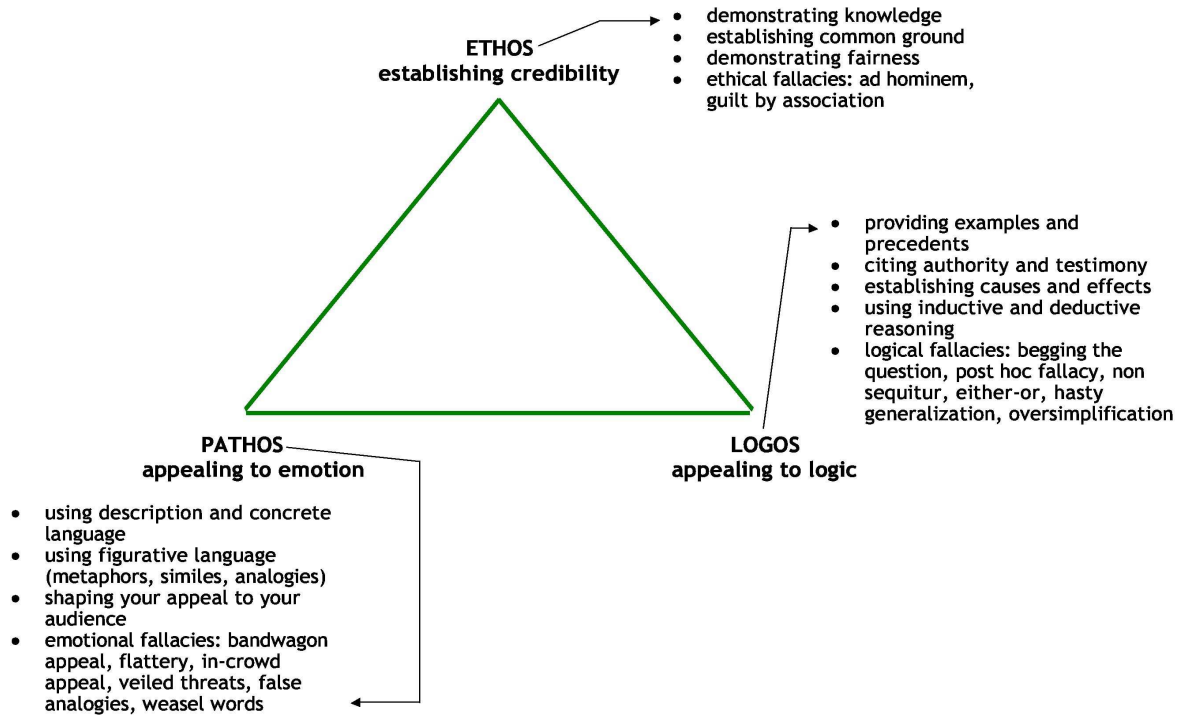 ETHOS
establishing credibility
• demonstrating knowledge
• establishing common ground
• demonstrating fairness
• ethical fallacies: ad hominem,
guilt by association
• providing examples and
precedents
• citing authority and testimony
• establishing causes and effects
• using inductive and deductive
reasoning
• logical fallacies: begging the
question, post hoc fallacy, non
sequitur, either-or, hasty
generalization, oversimplification
PATHOS
appealing to emotion
LOGOS
appealing to logic
• using description and concrete
language
• using figurative language
(metaphors, similes, analogies)
• shaping your appeal to your
audience
• emotional fallacies: bandwagon
appeal, flattery, in-crowd
appeal, veiled threats, false
analogies, weasel words